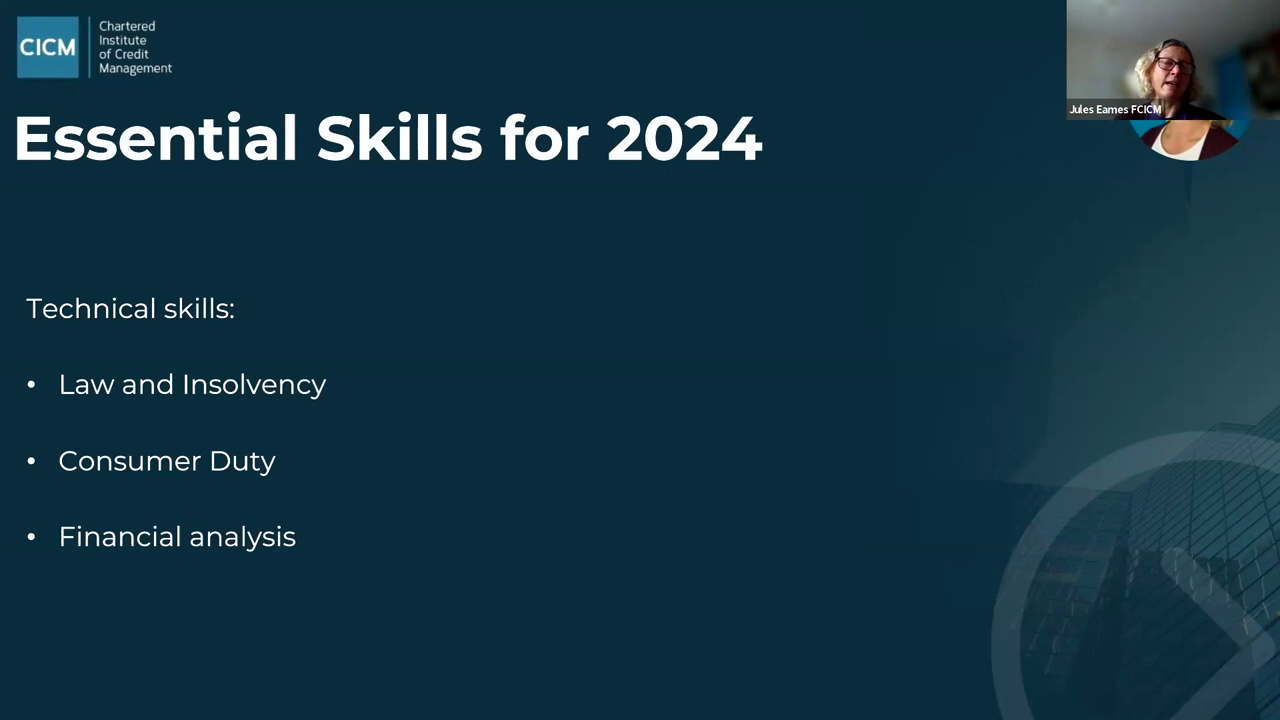 CICM
Chartered
Institute
of Credit
Management
Jules Eames FCICM
Essential Skills for 2024
Technical skills:
• Law and Insolvency
• Consumer Duty
• Financial analysis